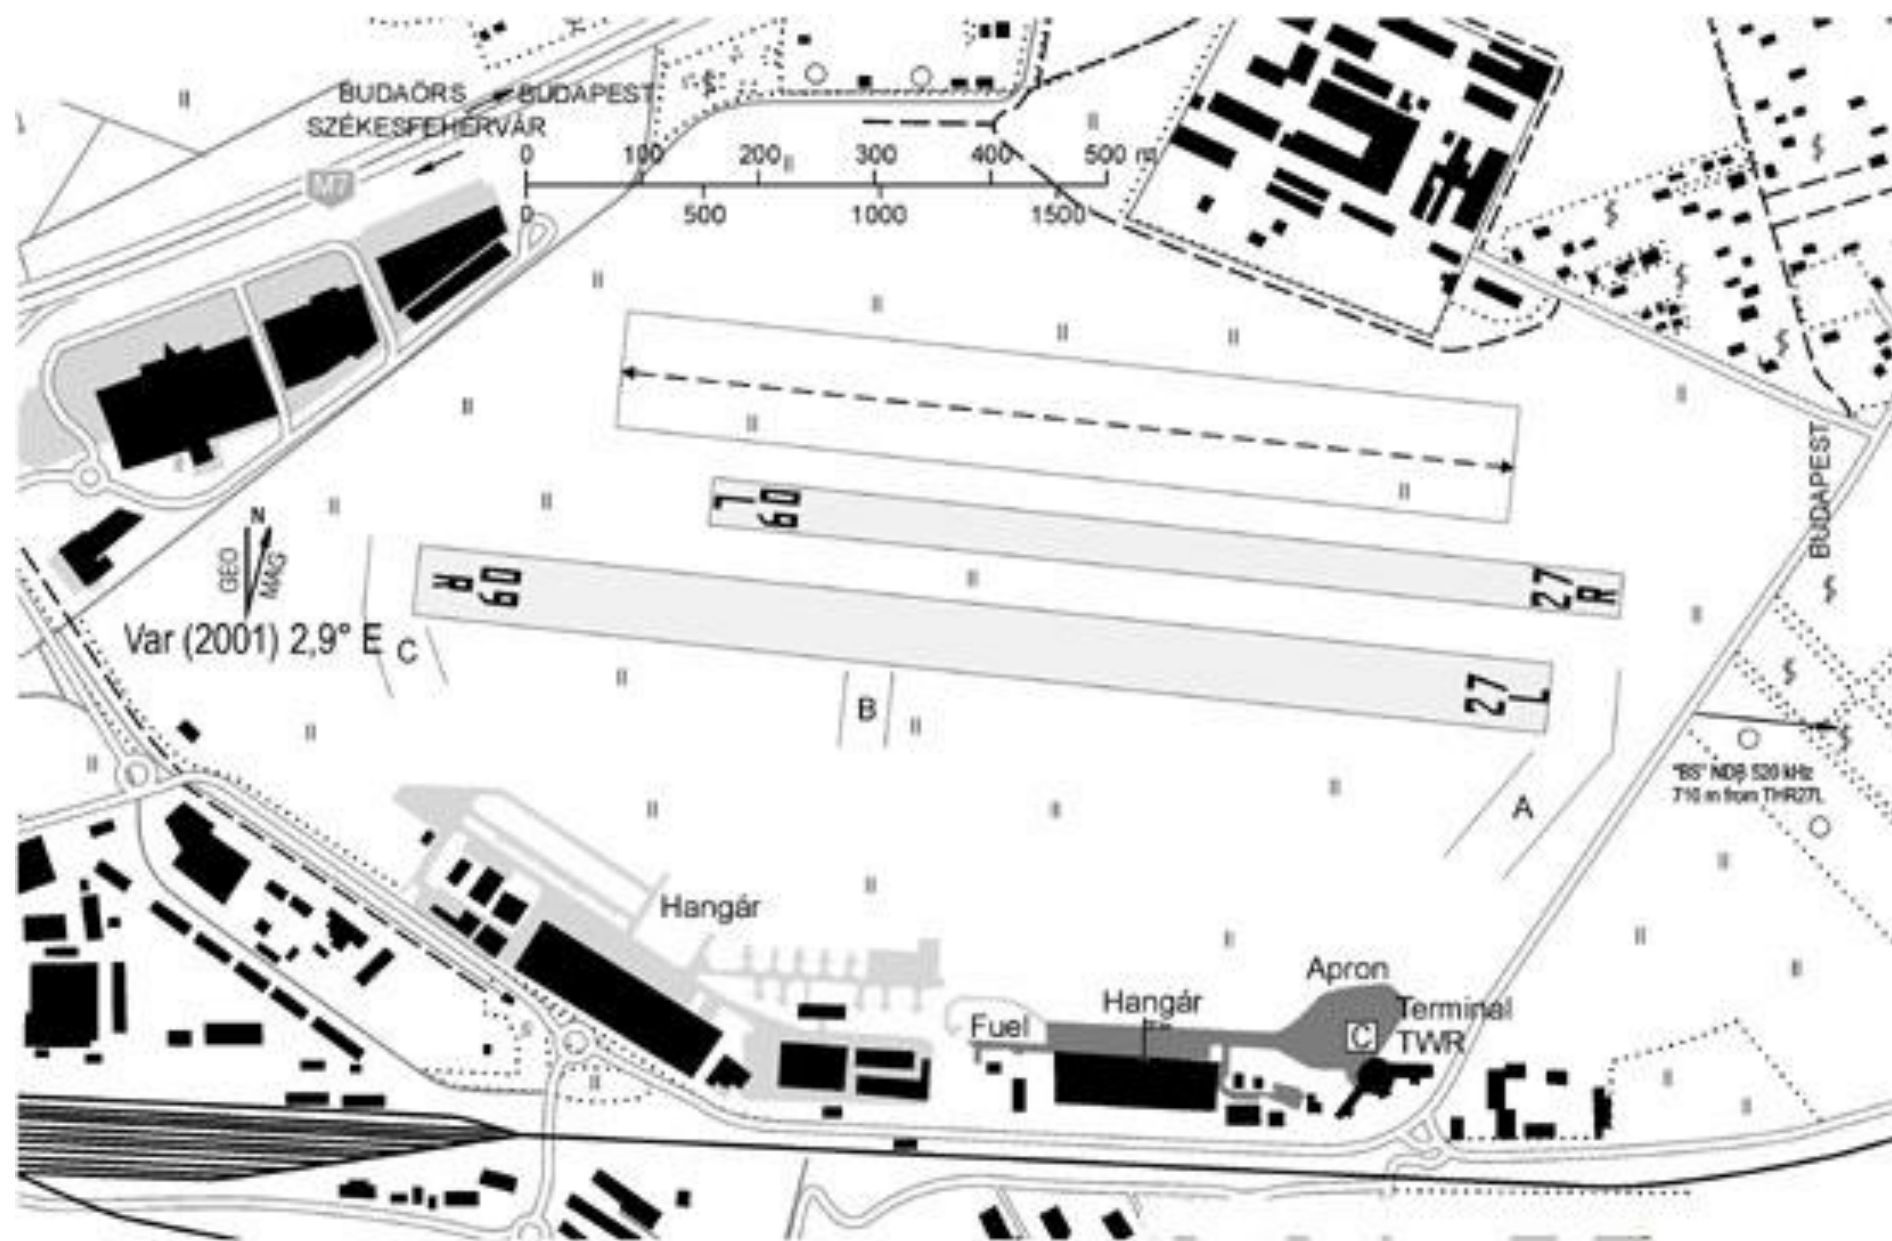 BUDAÖRS BUDAPEST
SZÉKESFEHÉRVÁR
M7
0 100 200 300 400 500 m
0 500 1000 1500
BUDAPEST
L 09
27 R
R 09
27 L
N
GEO
MAG
Var (2001) 2,9° E
C
B
A
"BS" NDB 520 kHz
710 m from THR27L
Hangár
Apron
Hangár
Terminal
Fuel
C
TWR